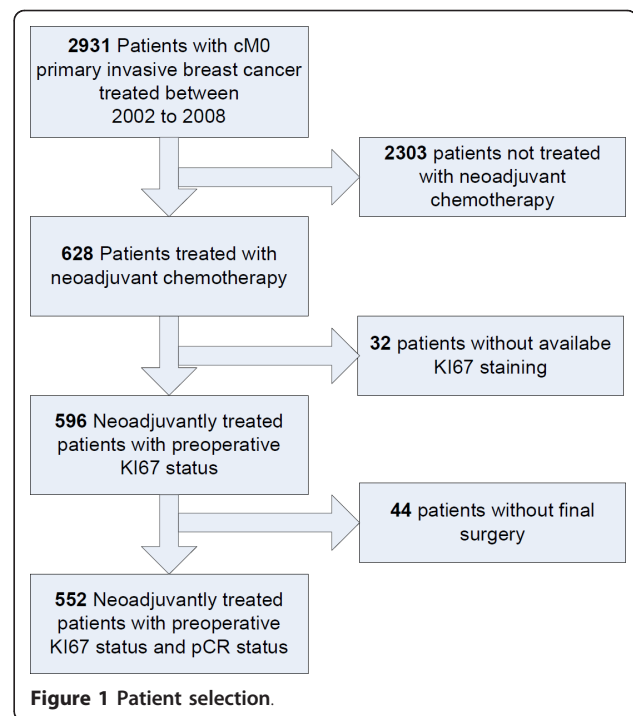 2931 Patients with cM0
primary invasive breast cancer
treated between
2002 to 2008
2303 patients not treated
with neoadjuvant
chemotherapy
628 Patients treated with
neoadjuvant chemotherapy
32 patients without availabe
KI67 staining
596 Neoadjuvantly treated
patients with preoperative
KI67 status
44 patients without final
surgery
552 Neoadjuvantly treated
patients with preoperative
KI67 status and pCR status
Figure 1 Patient selection.